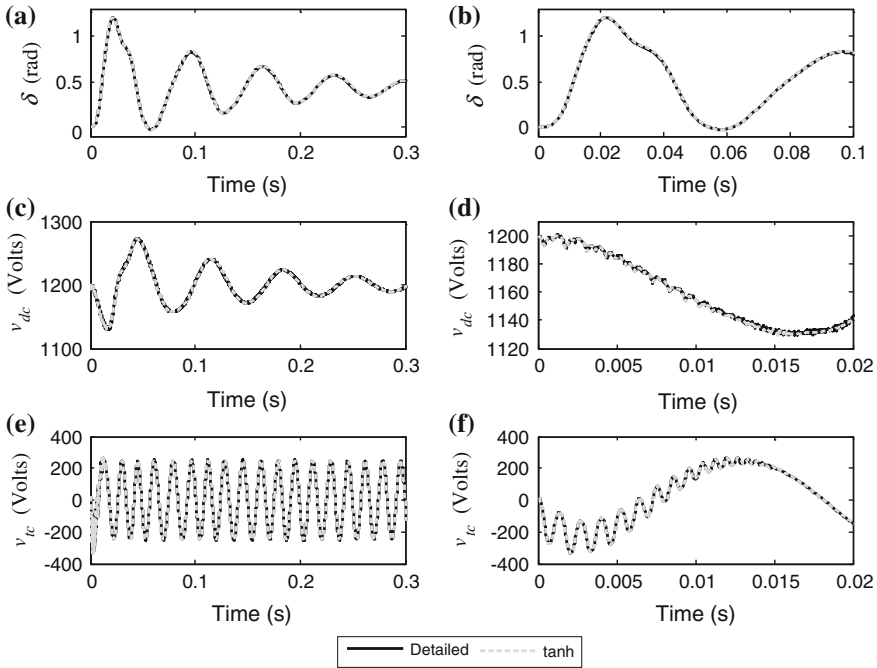 (a)
δ (rad)
1
0.5
0
0 0.1 0.2 0.3
Time (s)
(b)
δ (rad)
1
0.5
0
0 0.02 0.04 0.06 0.08 0.1
Time (s)
(c)
v_dc (Volts)
1300
1200
1100
0 0.1 0.2 0.3
Time (s)
(d)
v_dc (Volts)
1200
1180
1160
1140
1120
0 0.005 0.01 0.015 0.02
Time (s)
(e)
v_tc (Volts)
400
200
0
-200
-400
0 0.1 0.2 0.3
Time (s)
(f)
v_tc (Volts)
400
200
0
-200
-400
0 0.005 0.01 0.015 0.02
Time (s)
Detailed tanh